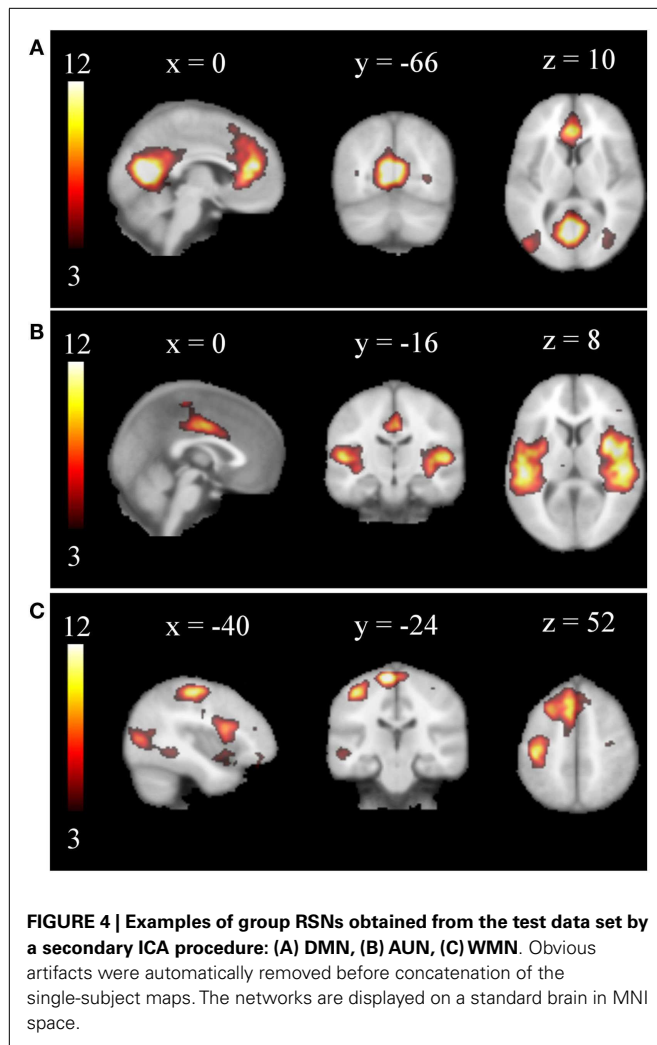 A
12 x = 0 y = -66 z = 10
3
B
12 x = 0 y = -16 z = 8
3
C
12 x = -40 y = -24 z = 52
3
FIGURE 4 | Examples of group RSNs obtained from the test data set by
a secondary ICA procedure: (A) DMN, (B) AUN, (C) WMN. Obvious
artifacts were automatically removed before concatenation of the
single-subject maps. The networks are displayed on a standard brain in MNI
space.